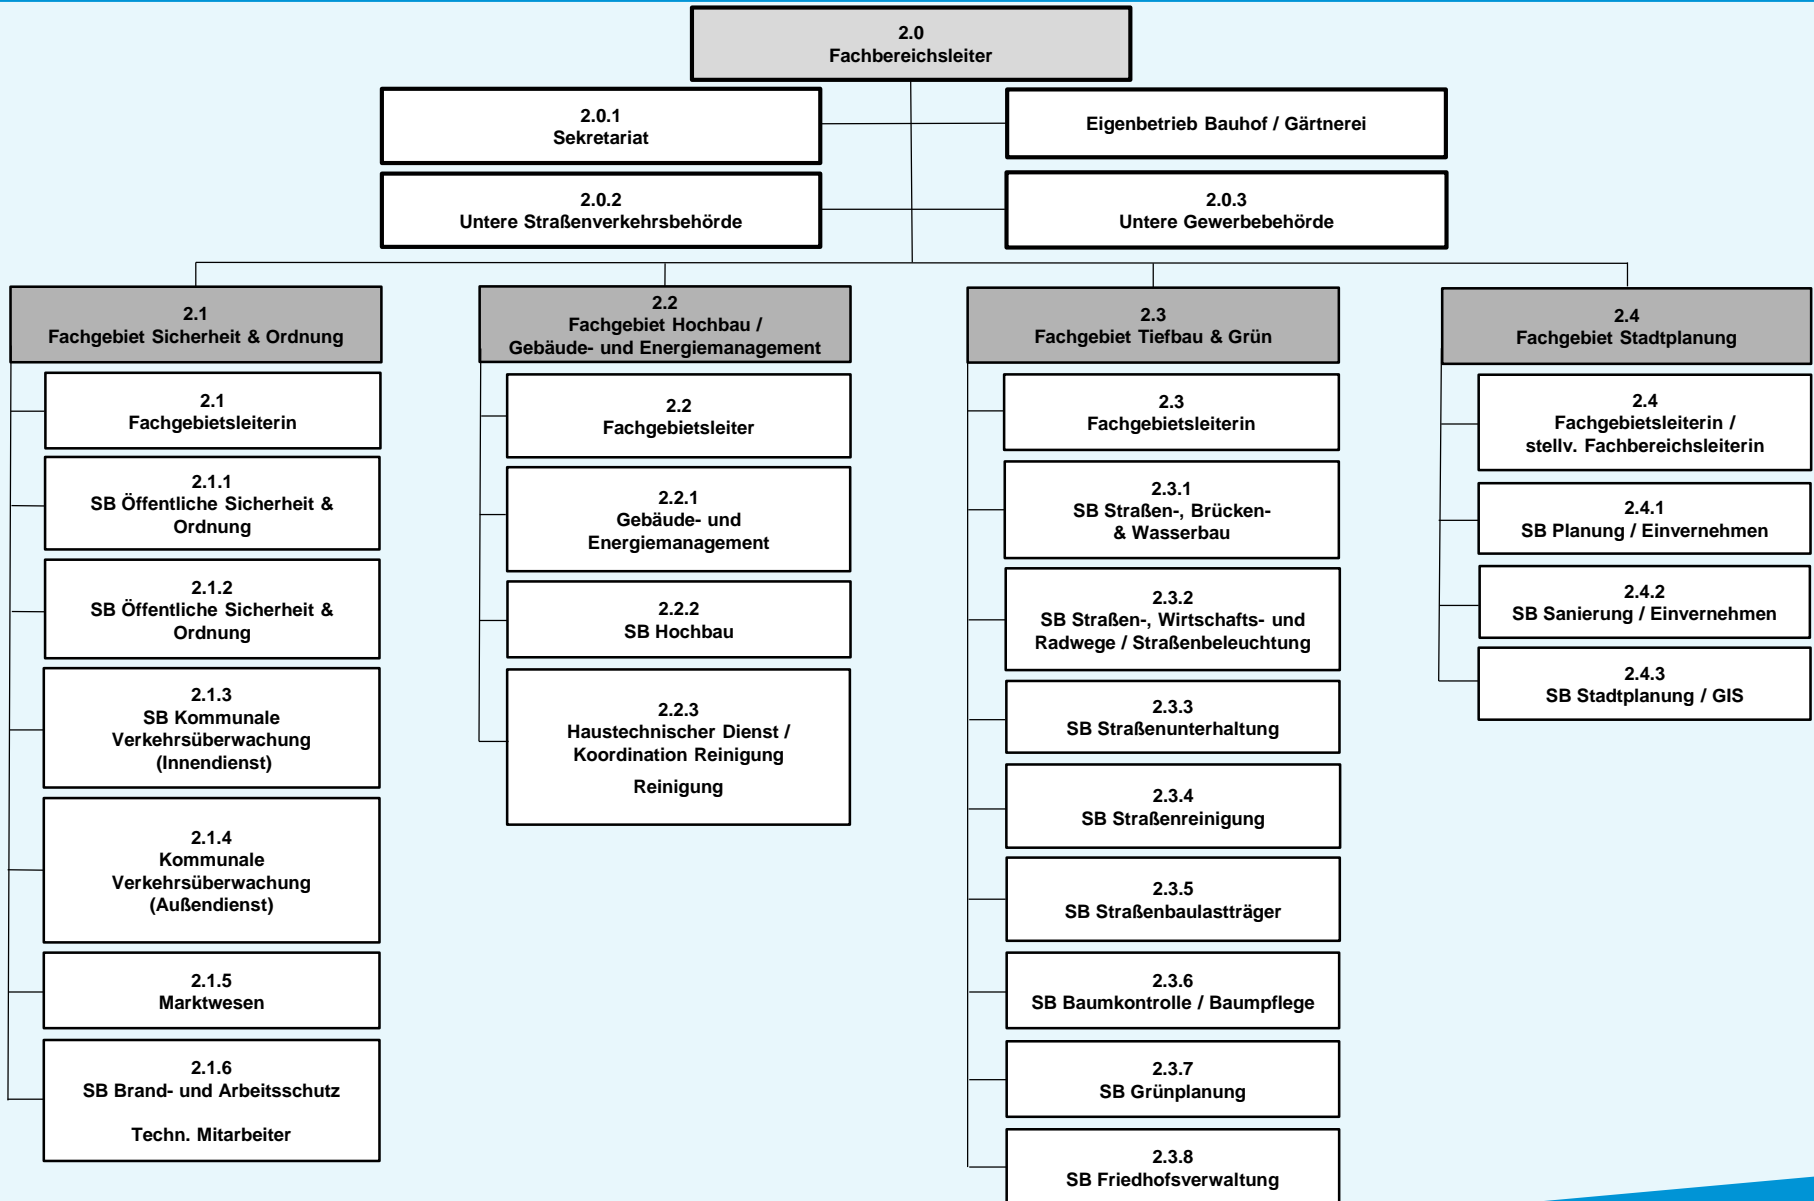 2.0
Fachbereichsleiter
2.0.1
Sekretariat
Eigenbetrieb Bauhof / Gärtnerei
2.0.2
Untere Straßenverkehrsbehörde
2.0.3
Untere Gewerbebehörde
2.1
Fachgebiet Sicherheit & Ordnung
2.1
Fachgebietsleiterin
2.1.1
SB Öffentliche Sicherheit &
Ordnung
2.1.2
SB Öffentliche Sicherheit &
Ordnung
2.1.3
SB Kommunale
Verkehrsüberwachung
(Innendienst)
2.1.4
Kommunale
Verkehrsüberwachung
(Außendienst)
2.1.5
Marktwesen
2.1.6
SB Brand- und Arbeitsschutz
Techn. Mitarbeiter
2.2
Fachgebiet Hochbau /
Gebäude- und Energiemanagement
2.2
Fachgebietsleiter
2.2.1
Gebäude- und
Energiemanagement
2.2.2
SB Hochbau
2.2.3
Haustechnischer Dienst /
Koordination Reinigung
Reinigung
2.3
Fachgebiet Tiefbau & Grün
2.3
Fachgebietsleiterin
2.3.1
SB Straßen-, Brücken-
& Wasserbau
2.3.2
SB Straßen-, Wirtschafts- und
Radwege / Straßenbeleuchtung
2.3.3
SB Straßenunterhaltung
2.3.4
SB Straßenreinigung
2.3.5
SB Straßenbaulastträger
2.3.6
SB Baumkontrolle / Baumpflege
2.3.7
SB Grünplanung
2.3.8
SB Friedhofsverwaltung
2.4
Fachgebiet Stadtplanung
2.4
Fachgebietsleiterin /
stellv. Fachbereichsleiterin
2.4.1
SB Planung / Einvernehmen
2.4.2
SB Sanierung / Einvernehmen
2.4.3
SB Stadtplanung / GIS